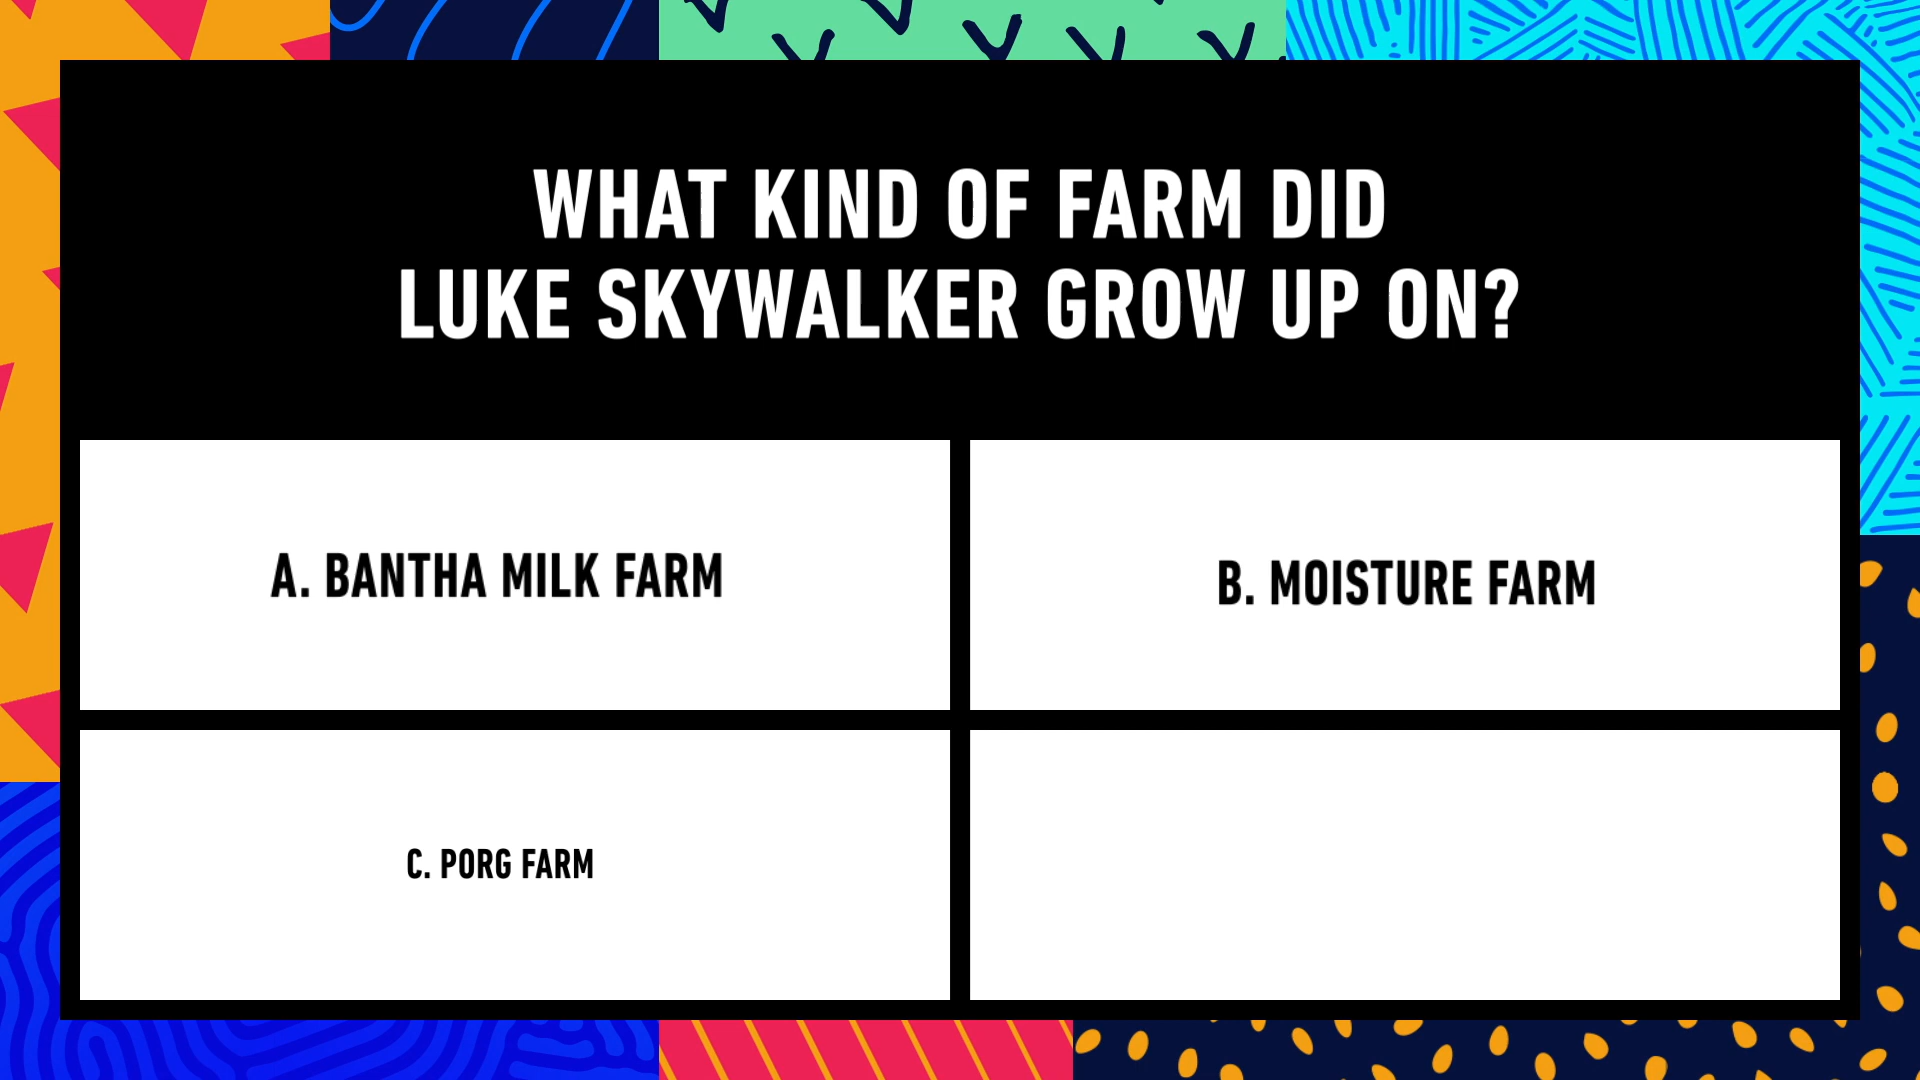 WHAT KIND OF FARM DID
LUKE SKYWALKER GROW UP ON?
A. BANTHA MILK FARM
B. MOISTURE FARM
C. PORG FARM